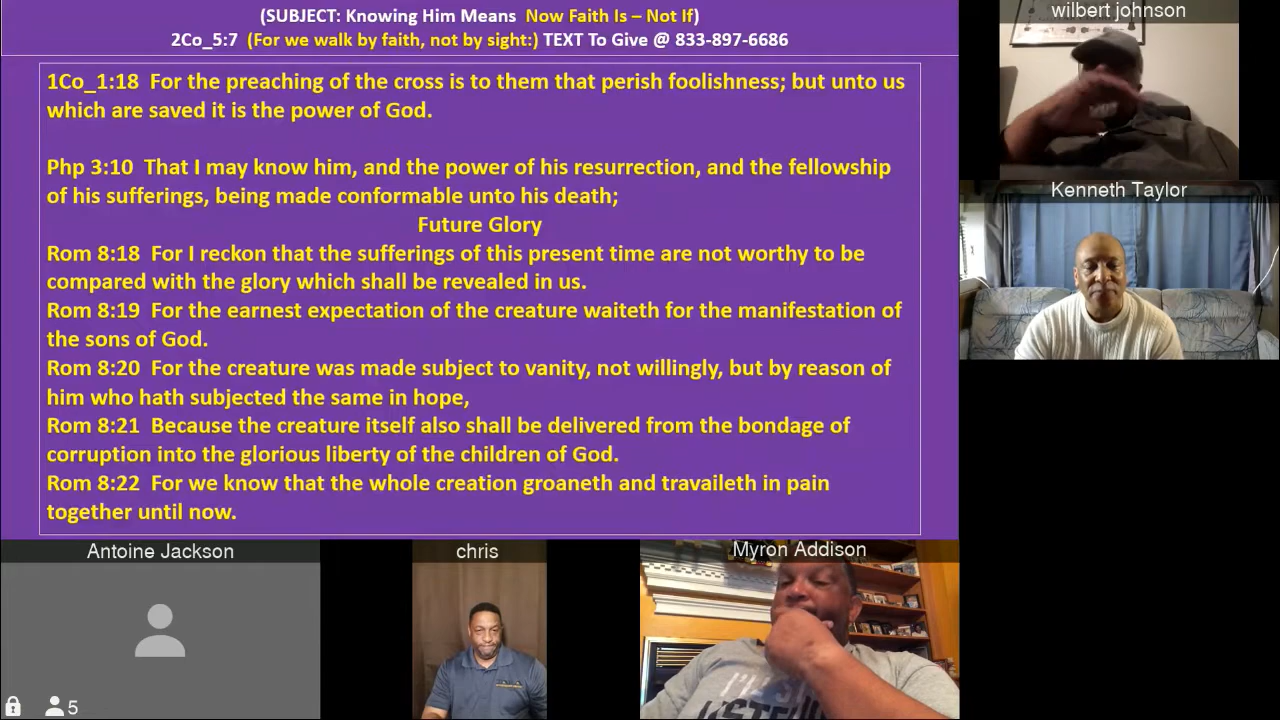 (SUBJECT: Knowing Him Means Now Faith Is – Not If)
2Co_5:7 (For we walk by faith, not by sight:) TEXT To Give @ 833-897-6686
1Co_1:18 For the preaching of the cross is to them that perish foolishness; but unto us
which are saved it is the power of God.
Php 3:10 That I may know him, and the power of his resurrection, and the fellowship
of his sufferings, being made conformable unto his death;
Future Glory
Rom 8:18 For I reckon that the sufferings of this present time are not worthy to be
compared with the glory which shall be revealed in us.
Rom 8:19 For the earnest expectation of the creature waiteth for the manifestation of
the sons of God.
Rom 8:20 For the creature was made subject to vanity, not willingly, but by reason of
him who hath subjected the same in hope,
Rom 8:21 Because the creature itself also shall be delivered from the bondage of
corruption into the glorious liberty of the children of God.
Rom 8:22 For we know that the whole creation groaneth and travaileth in pain
together until now.
wilbert johnson
Kenneth Taylor
Antoine Jackson
chris
Myron Addison
5